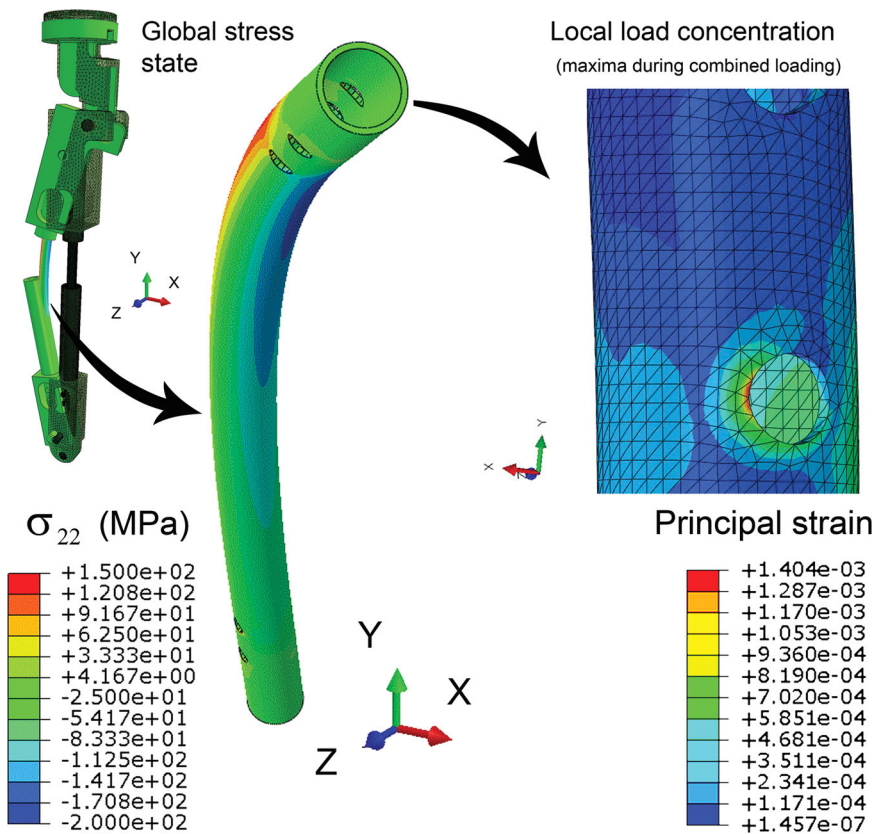 Global stress
state
Local load concentration
(maxima during combined loading)
Y
X
Z
Y
X
σ22 (MPa)
+1.500e+02
+1.208e+02
+9.167e+01
+6.250e+01
+3.333e+01
+4.167e+00
-2.500e+01
-5.417e+01
-8.333e+01
-1.125e+02
-1.417e+02
-1.708e+02
-2.000e+02
Y
X
Z
Principal strain
+1.404e-03
+1.287e-03
+1.170e-03
+1.053e-03
+9.360e-04
+8.190e-04
+7.020e-04
+5.851e-04
+4.681e-04
+3.511e-04
+2.341e-04
+1.171e-04
+1.457e-07